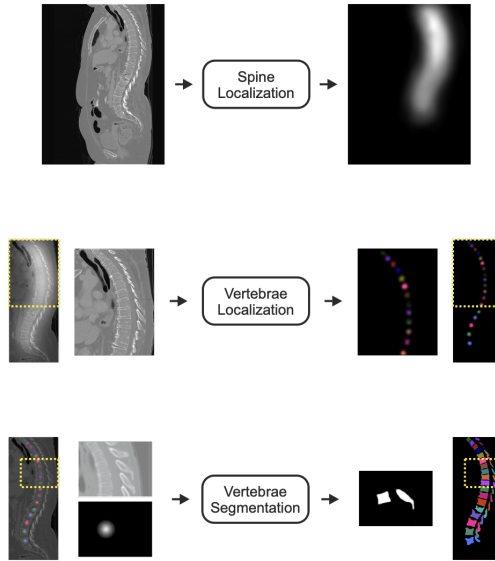 Spine
Localization
Vertebrae
Localization
Vertebrae
Segmentation